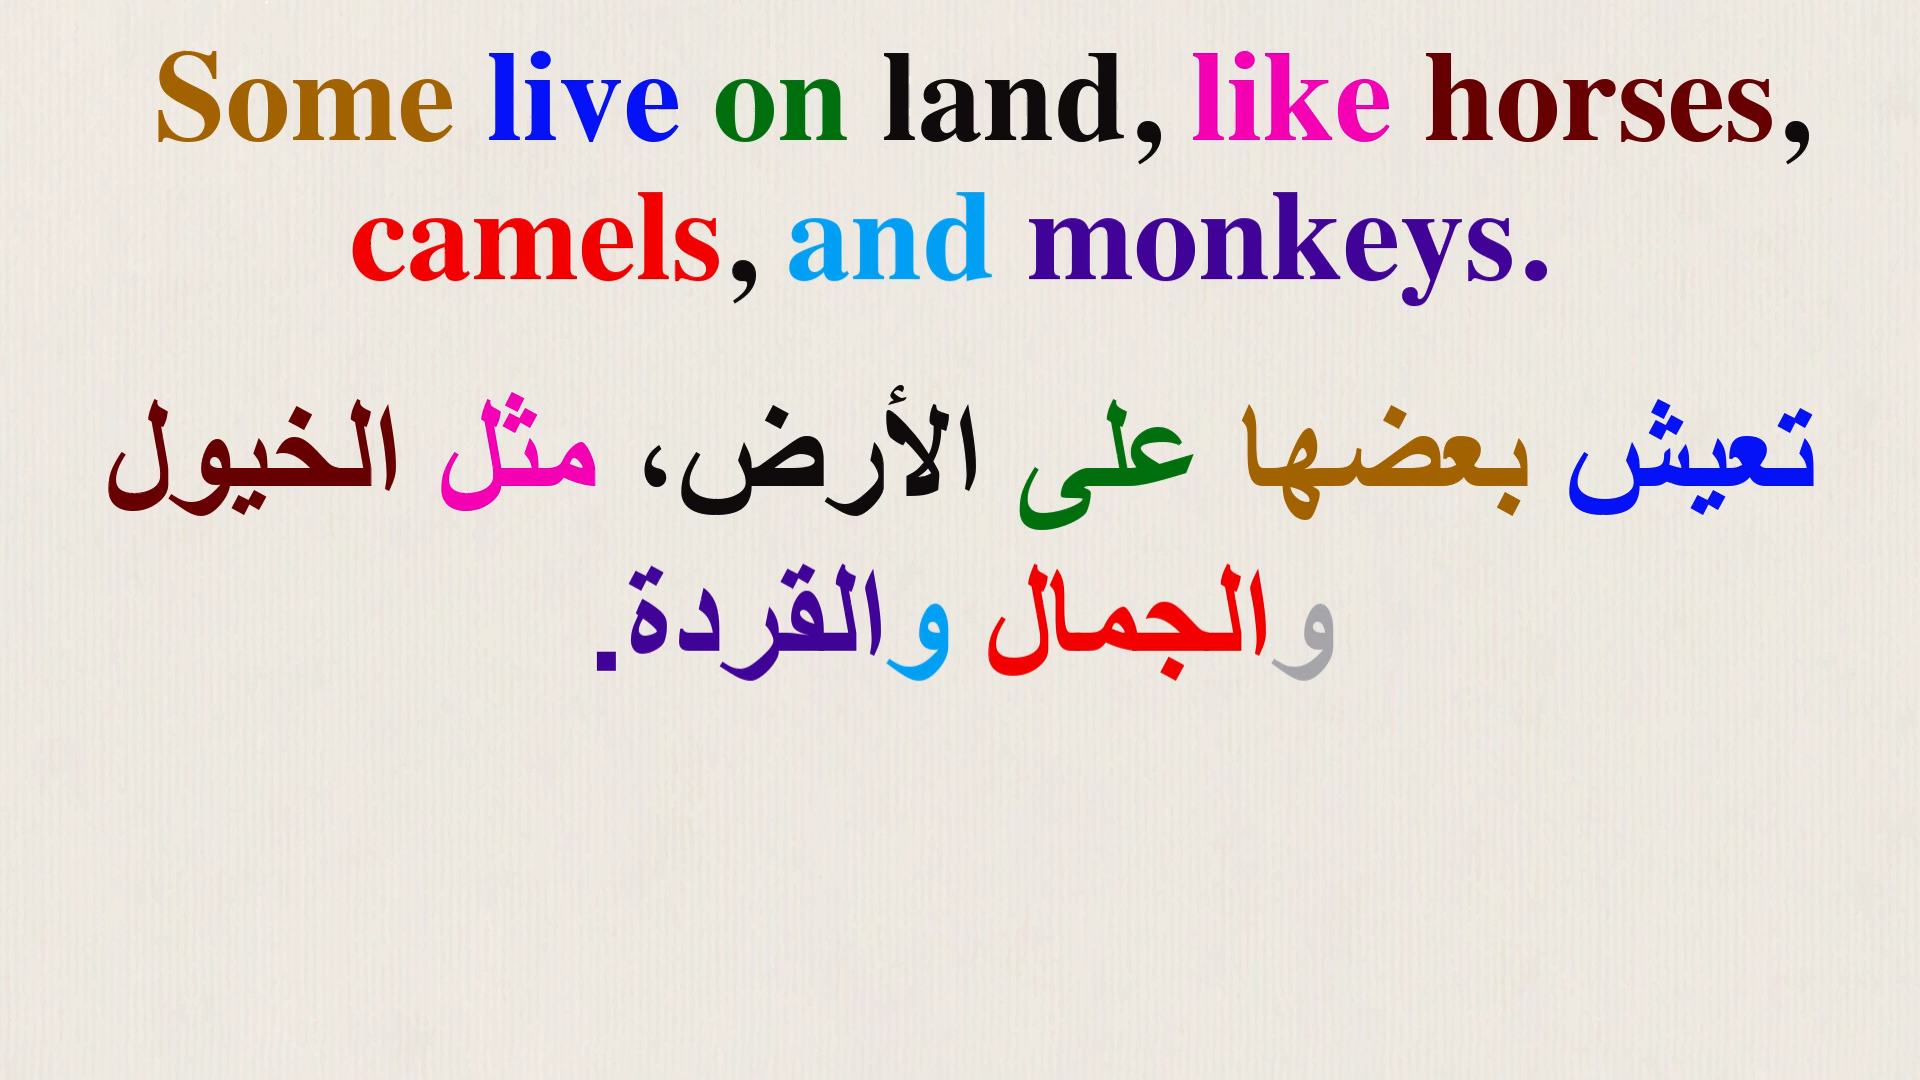 Some live on land, like horses,
camels, and monkeys.
تعيش بعضها على الأرض، مثل الخيول
والجمال والقردة.